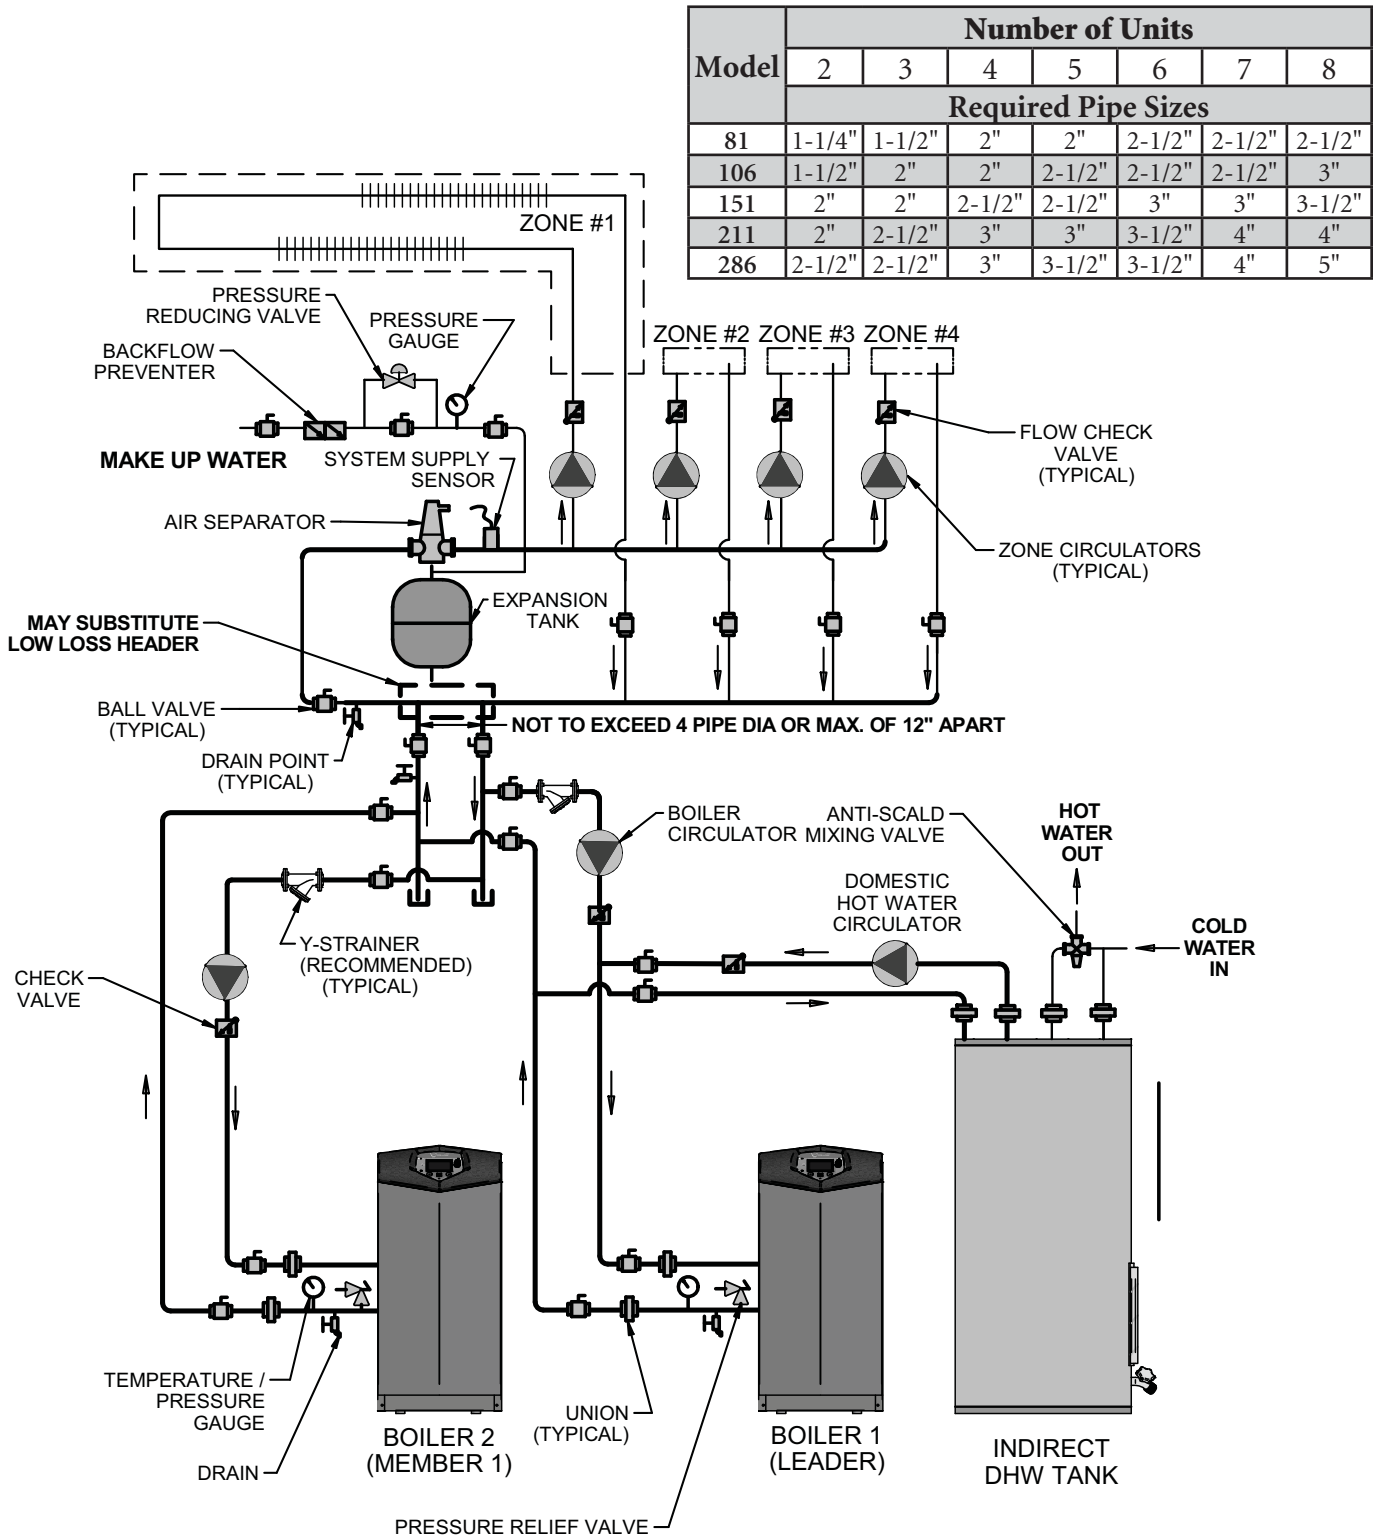 Number of Units
Model 2 3 4 5 6 7 8
Required Pipe Sizes
81 1-1/4" 1-1/2" 2" 2" 2-1/2" 2-1/2" 2-1/2"
106 1-1/2" 2" 2" 2-1/2" 2-1/2" 2-1/2" 3"
151 2" 2" 2-1/2" 2-1/2" 3" 3" 3-1/2"
211 2" 2-1/2" 3" 3" 3-1/2" 4" 4"
286 2-1/2" 2-1/2" 3" 3-1/2" 3-1/2" 4" 5"
ZONE #1
PRESSURE
REDUCING VALVE
PRESSURE
GAUGE
BACKFLOW
PREVENTER
ZONE #2
ZONE #3
ZONE #4
MAKE UP WATER
SYSTEM SUPPLY
SENSOR
FLOW CHECK
VALVE
(TYPICAL)
AIR SEPARATOR
ZONE CIRCULATORS
(TYPICAL)
EXPANSION
TANK
MAY SUBSTITUTE
LOW LOSS HEADER
BALL VALVE
(TYPICAL)
NOT TO EXCEED 4 PIPE DIA OR MAX. OF 12" APART
DRAIN POINT
(TYPICAL)
BOILER
CIRCULATOR
ANTI-SCALD
MIXING VALVE
HOT
WATER
OUT
DOMESTIC
HOT WATER
CIRCULATOR
COLD
WATER
IN
Y-STRAINER
(RECOMMENDED)
(TYPICAL)
CHECK
VALVE
TEMPERATURE /
PRESSURE
GAUGE
DRAIN
BOILER 2
(MEMBER 1)
UNION
(TYPICAL)
BOILER 1
(LEADER)
INDIRECT
DHW TANK
PRESSURE RELIEF VALVE